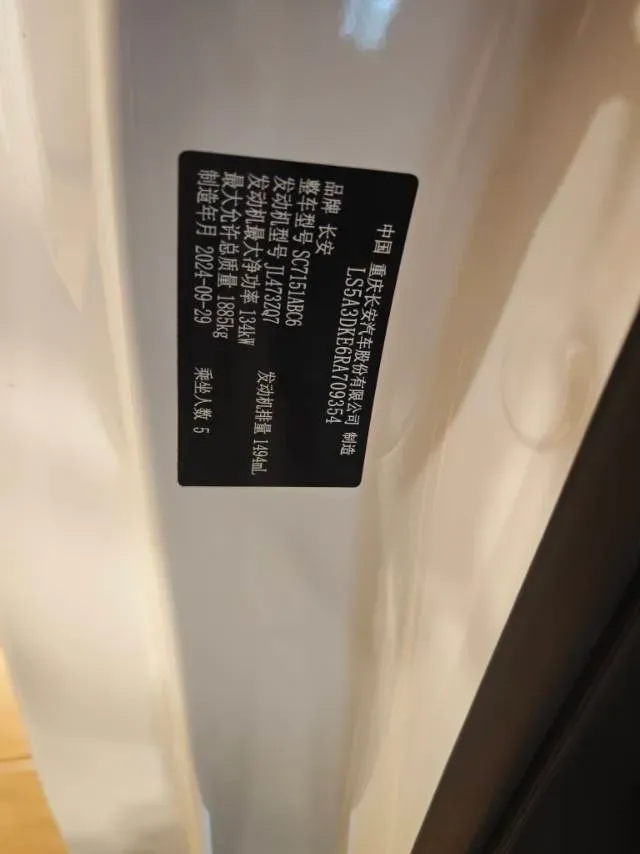 中国 重庆长安汽车股份有限公司 制造
LS5A3DKE6RA709354
品牌 长安
整车型号 SC7151ABC6
发动机型号 JL473ZQ7 发动机排量 1494mL
发动机最大净功率 134kW
最大允许总质量 1885kg
制造年月 2024-09-29 乘坐人数 5